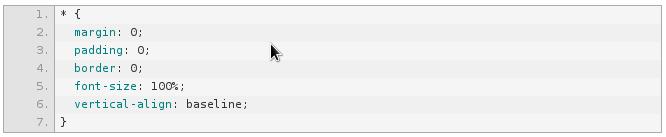 1. * {
2.   margin: 0;
3.   padding: 0;
4.   border: 0;
5.   font-size: 100%;
6.   vertical-align: baseline;
7. }